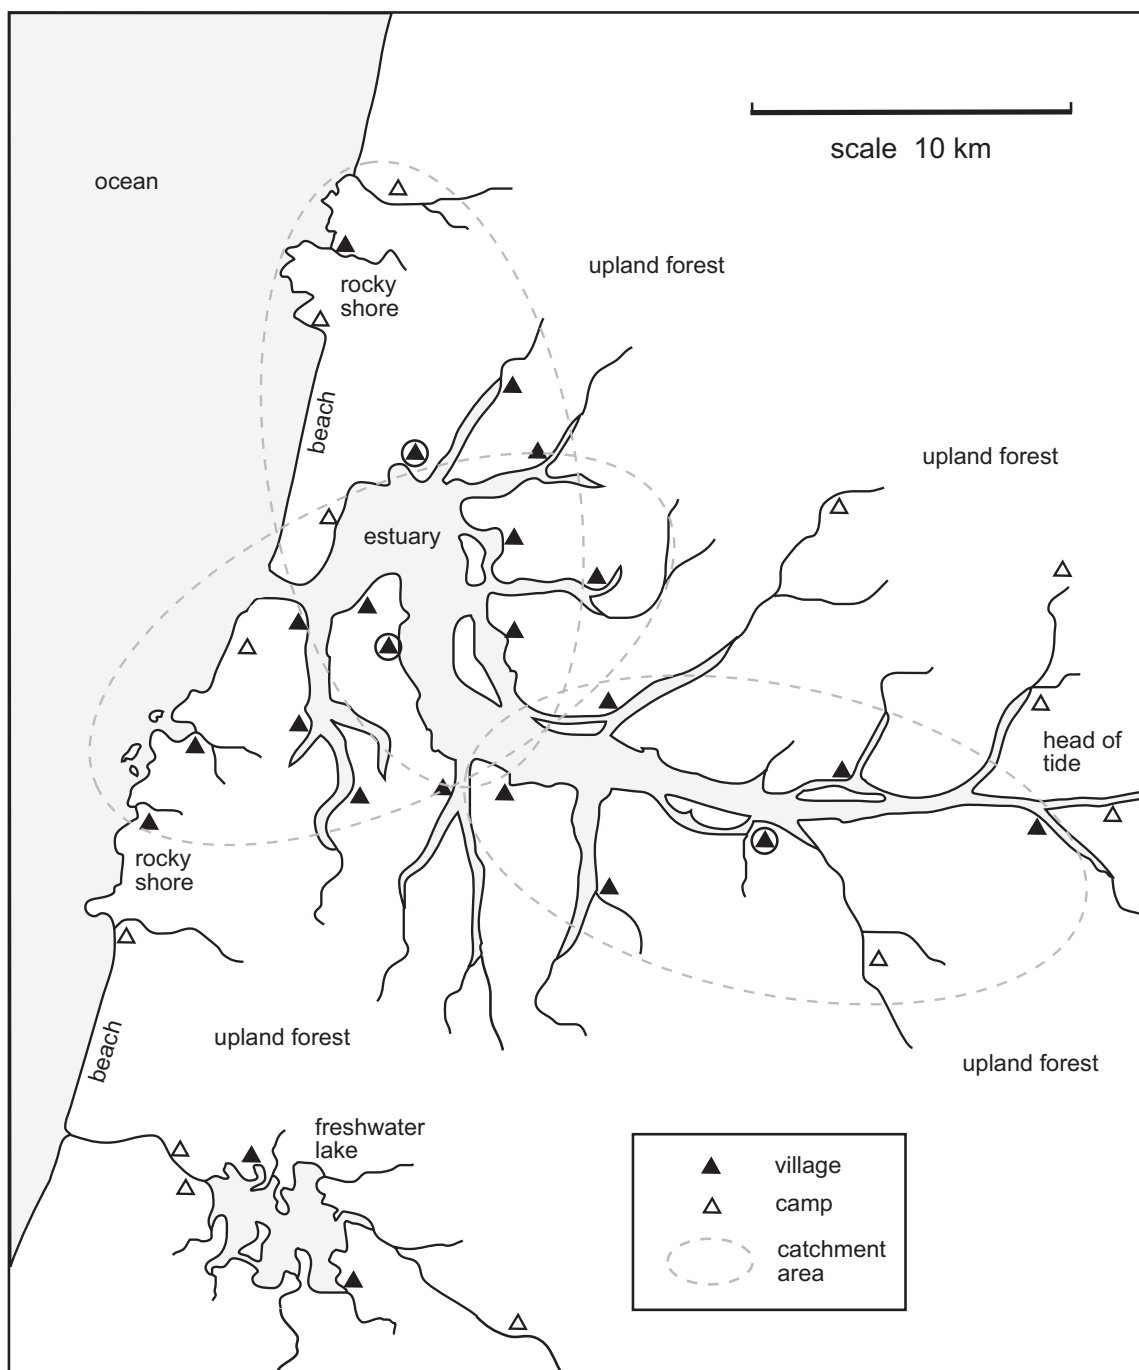 scale 10 km
ocean
upland forest
rocky
shore
beach
upland forest
estuary
head of
tide
rocky
shore
upland forest
beach
upland forest
freshwater
lake
village
camp
catchment
area